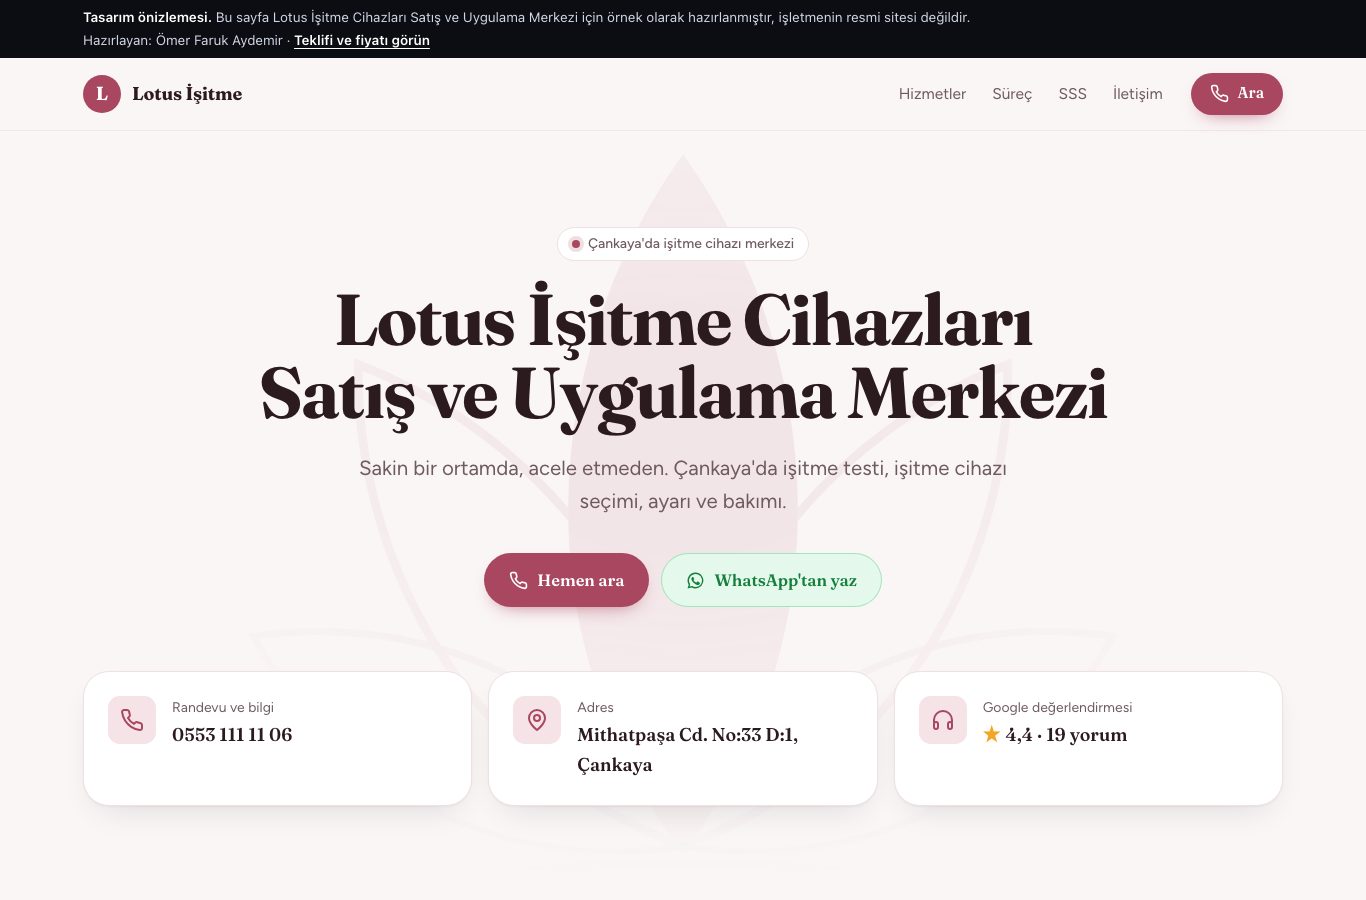 Tasarım önizlemesi. Bu sayfa Lotus İşitme Cihazları Satış ve Uygulama Merkezi için örnek olarak hazırlanmıştır, işletmenin resmi sitesi değildir.
Hazırlayan: Ömer Faruk Aydemir · Teklifi ve fiyatı görün
L Lotus İşitme
Hizmetler Süreç SSS İletişim Ara
Çankaya'da işitme cihazı merkezi
Lotus İşitme Cihazları
Satış ve Uygulama Merkezi
Sakin bir ortamda, acele etmeden. Çankaya'da işitme testi, işitme cihazı
seçimi, ayarı ve bakımı.
Hemen ara
WhatsApp'tan yaz
Randevu ve bilgi
0553 111 11 06
Adres
Mithatpaşa Cd. No:33 D:1,
Çankaya
Google değerlendirmesi
★ 4,4 · 19 yorum